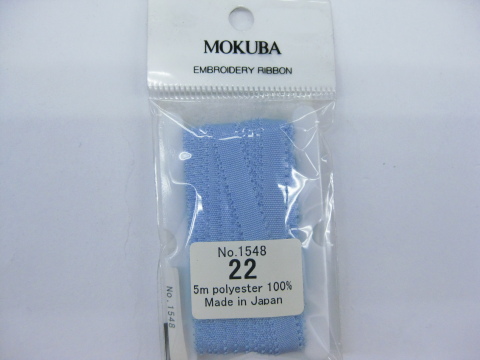 MOKUBA
EMBROIDERY RIBBON
No.1548
22
5m polyester 100%
Made in Japan
No.1548